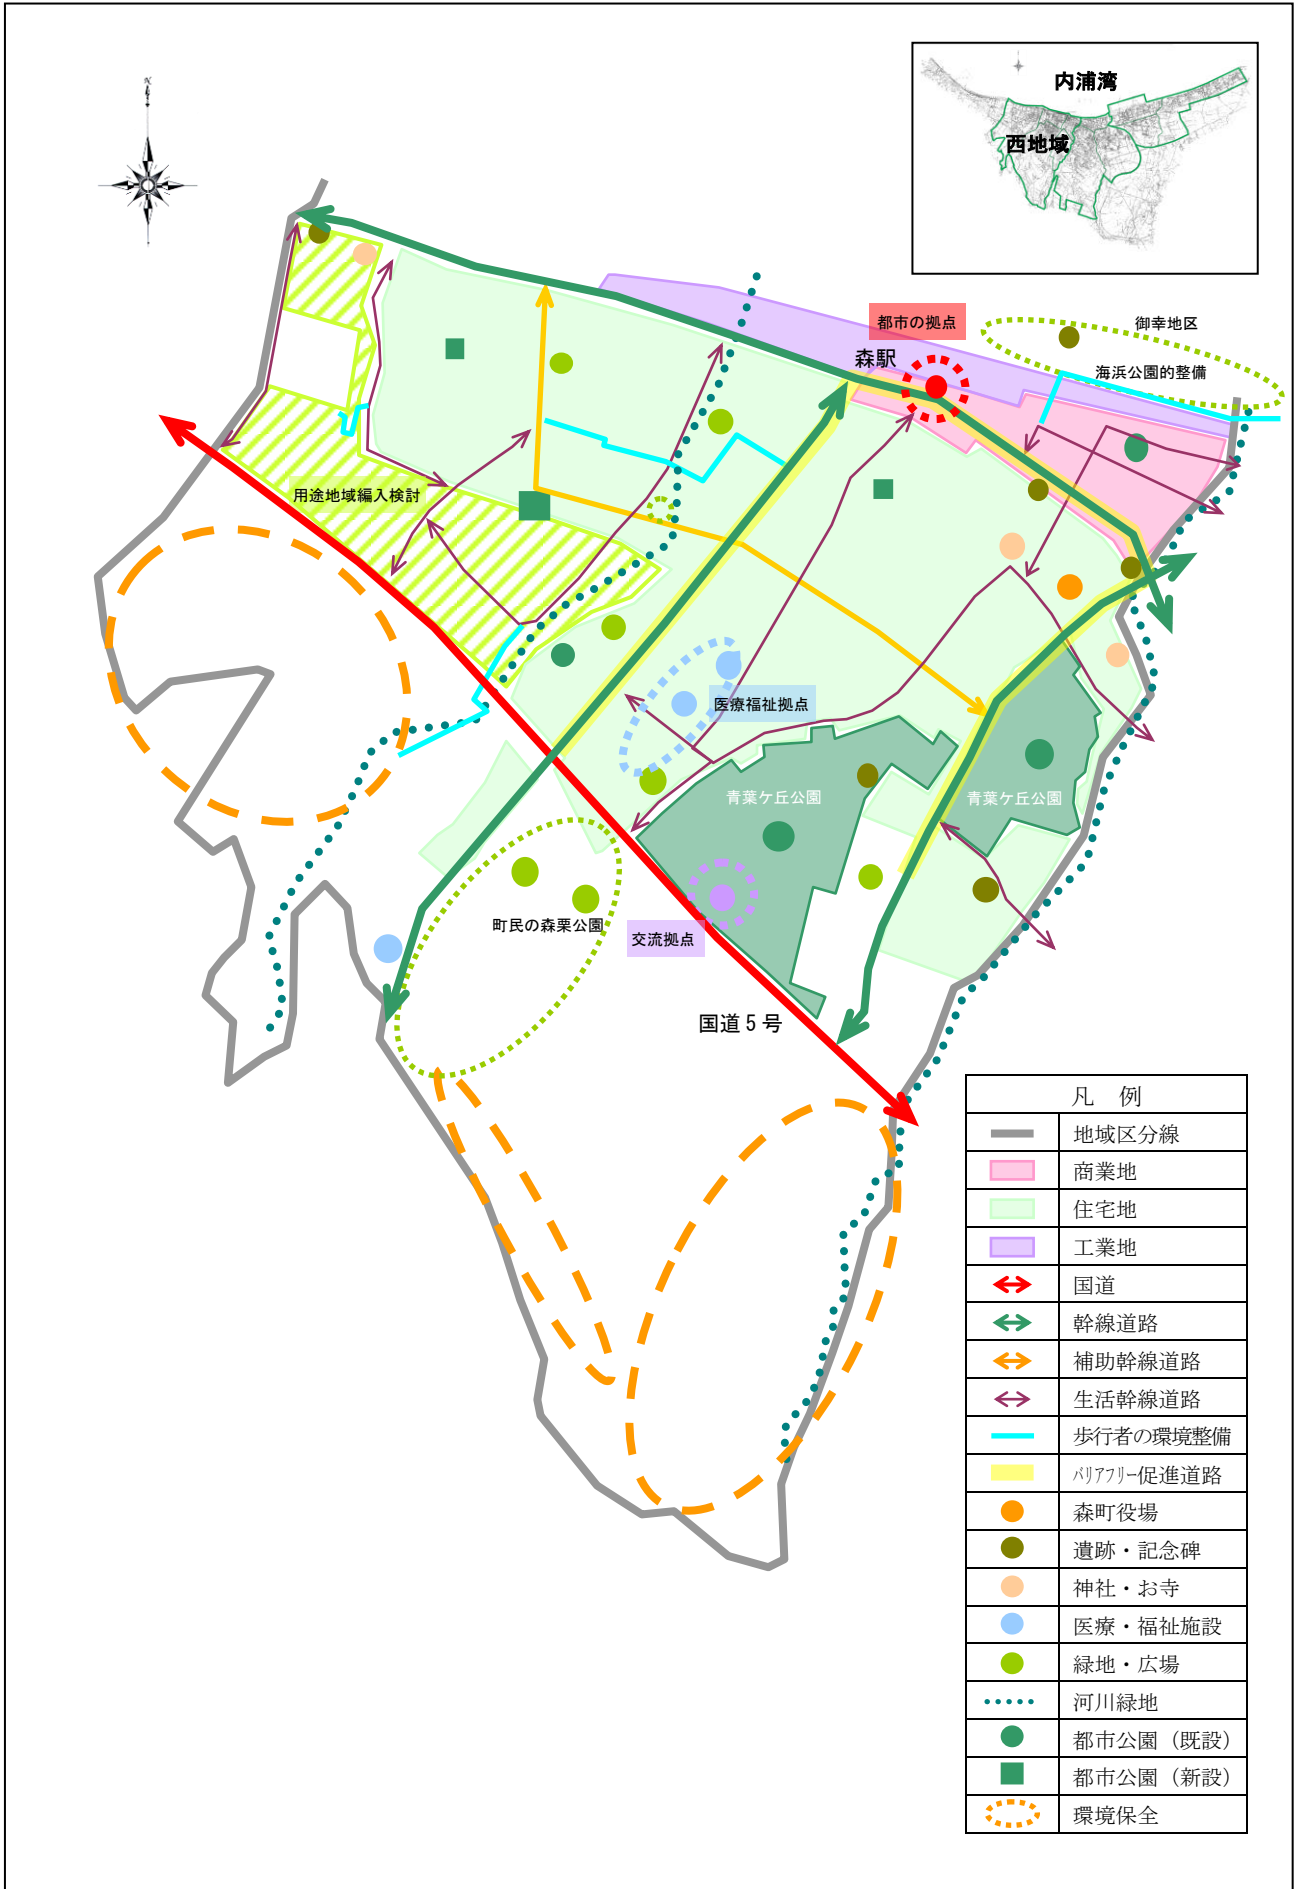 N
内浦湾
西地域
都市の拠点
森駅
御幸地区
海浜公園的整備
用途地域編入検討
医療福祉拠点
青葉ケ丘公園
青葉ケ丘公園
町民の森栗公園
交流拠点
国道5号
凡 例
地域区分線
商業地
住宅地
工業地
国道
幹線道路
補助幹線道路
生活幹線道路
歩行者の環境整備
ﾊﾞﾘｱﾌﾘｰ促進道路
森町役場
遺跡・記念碑
神社・お寺
医療・福祉施設
緑地・広場
河川緑地
都市公園（既設）
都市公園（新設）
環境保全